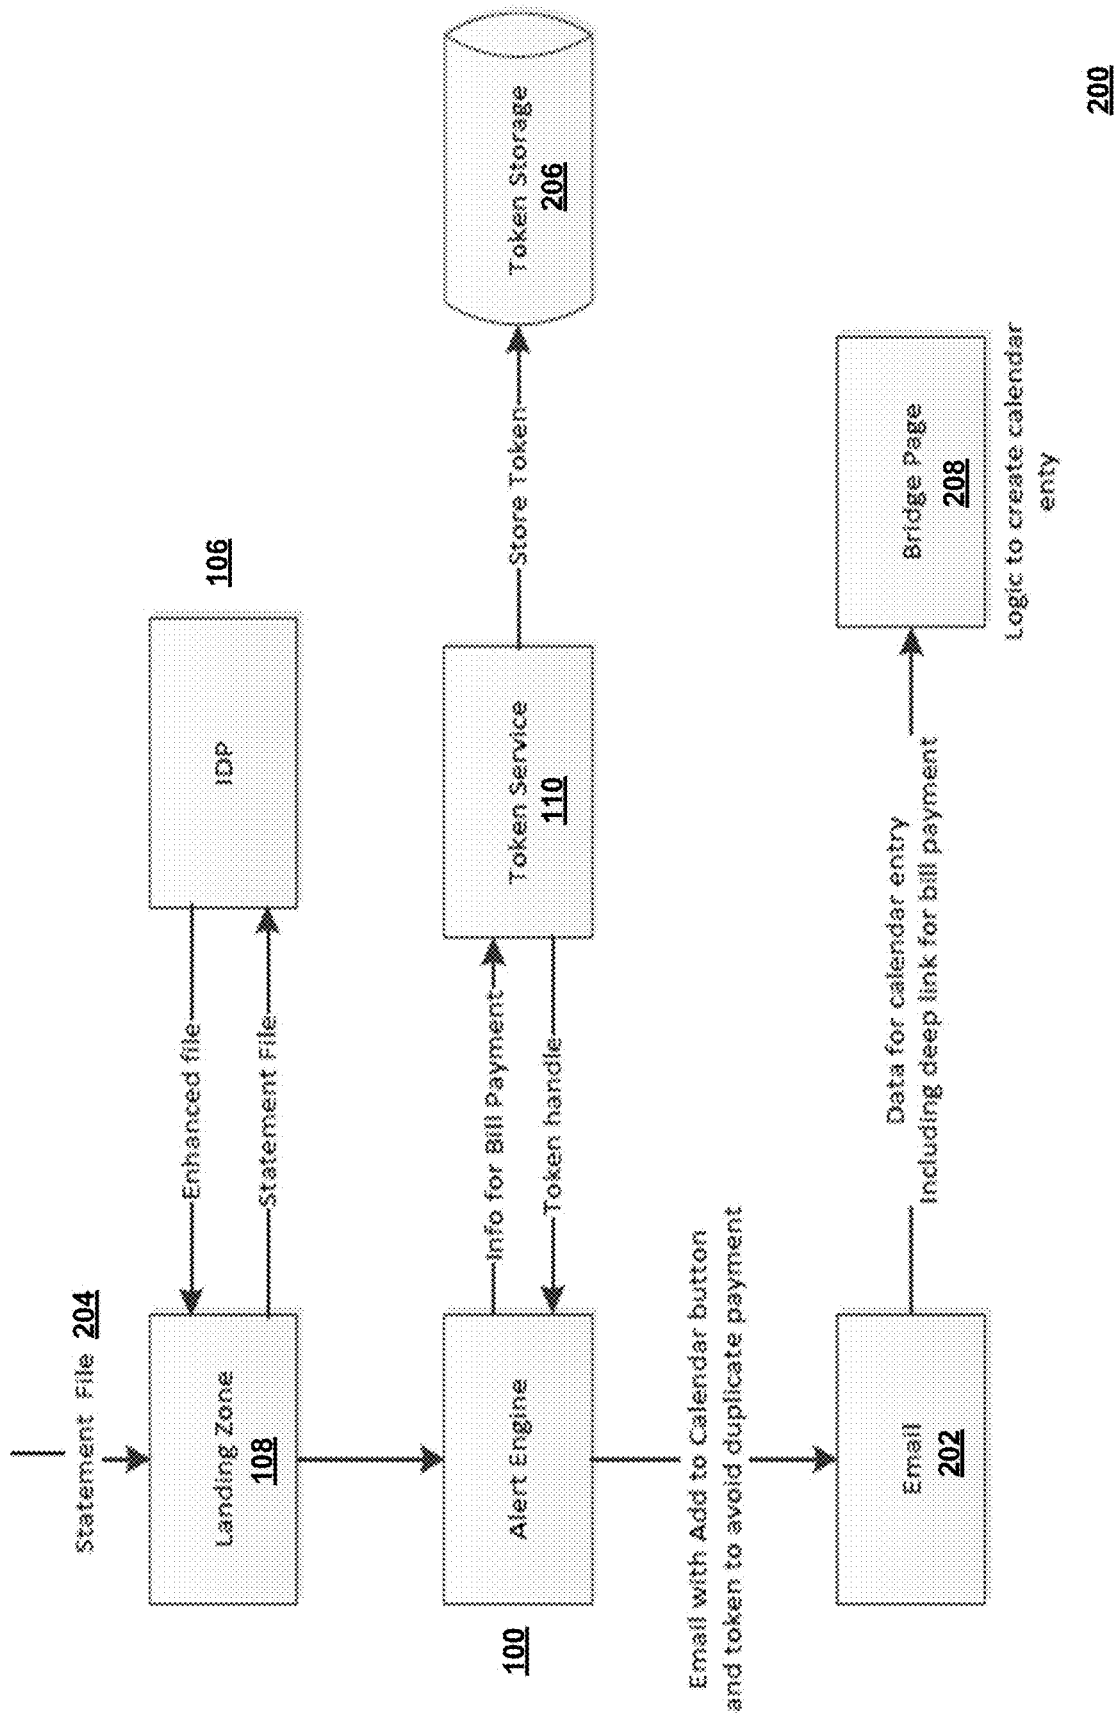 Statement File 204
Landing Zone
108
Enhanced file
Statement File
IDP
106
Alert Engine
100
Info for Bill Payment
Token handle
Token Service
110
Store Token
Token Storage
206
Email with Add to Calendar button
and token to avoid duplicate payment
Email
202
Data for calendar entry
Including deep link for bill payment
Bridge Page
208
Logic to create calendar
enty
200